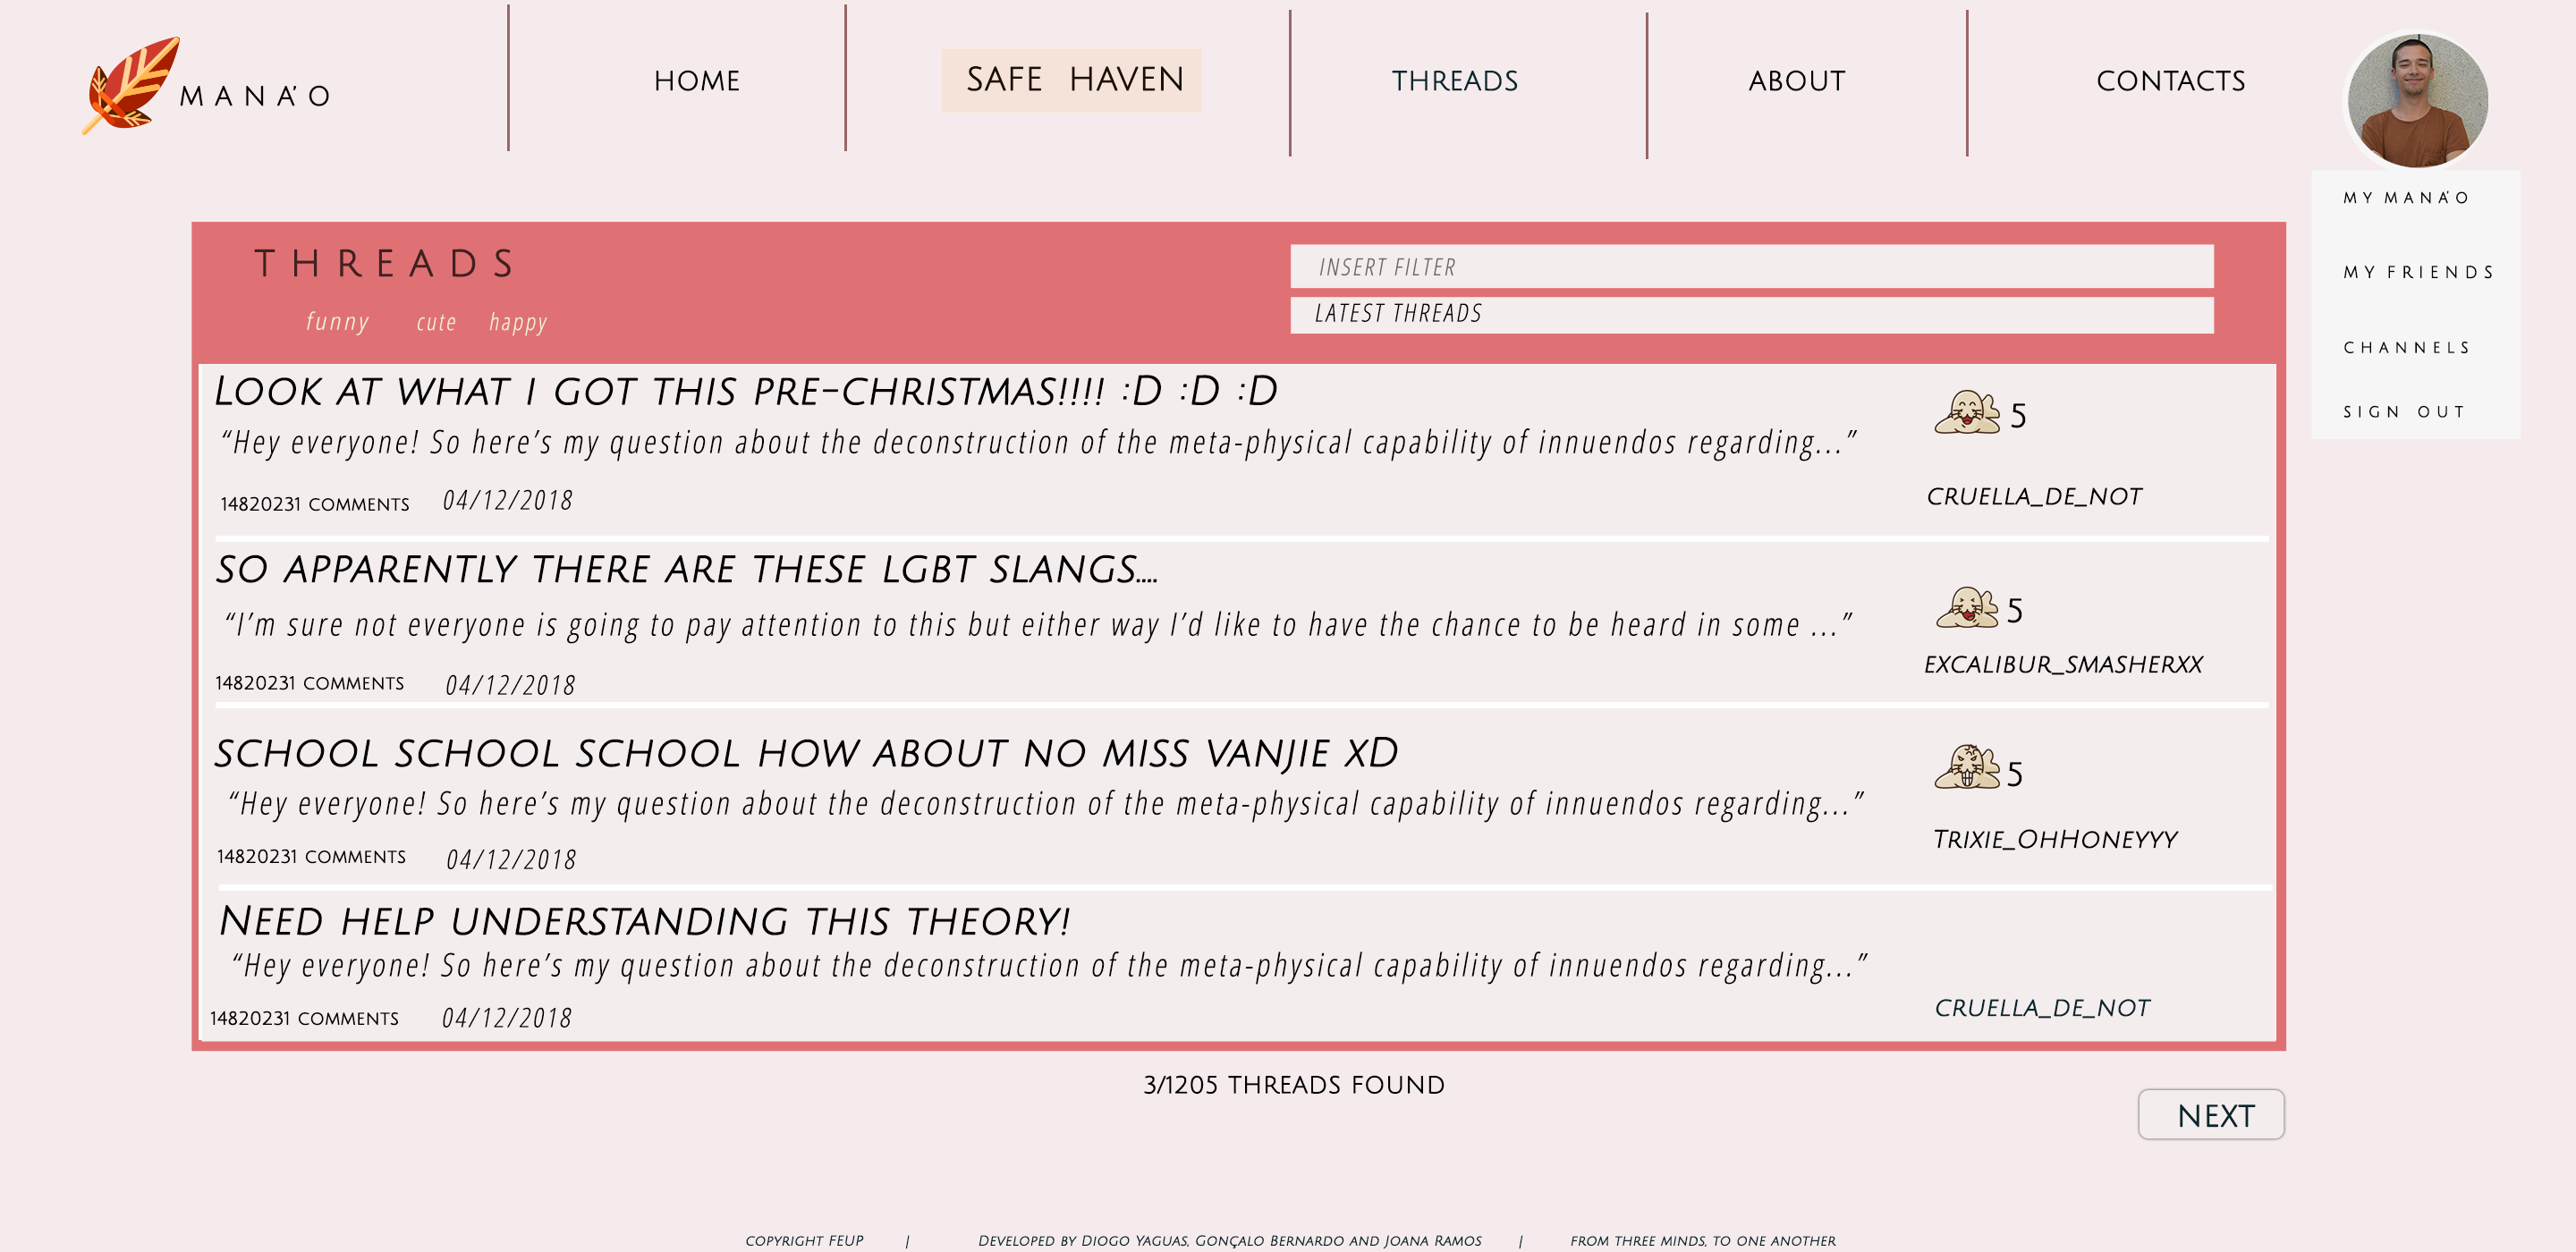 MANA'O
HOME
SAFE HAVEN
THREADS
ABOUT
CONTACTS
MY MANA'O
MY FRIENDS
CHANNELS
SIGN OUT
THREADS
funny cute happy
INSERT FILTER
LATEST THREADS
LOOK AT WHAT I GOT THIS PRE-CHRISTMAS!!!! :D :D :D
“Hey everyone! So here’s my question about the deconstruction of the meta-physical capability of innuendos regarding...”
14820231 COMMENTS 04/12/2018
5
CRUELLA_DE_NOT
SO APPARENTLY THERE ARE THESE LGBT SLANGS....
“I’m sure not everyone is going to pay attention to this but either way I’d like to have the chance to be heard in some ...”
14820231 COMMENTS 04/12/2018
5
EXCALIBUR_SMASHERXX
SCHOOL SCHOOL SCHOOL HOW ABOUT NO MISS VANJIE XD
“Hey everyone! So here’s my question about the deconstruction of the meta-physical capability of innuendos regarding...”
14820231 COMMENTS 04/12/2018
5
TRIXIE_OHHONEYYY
NEED HELP UNDERSTANDING THIS THEORY!
“Hey everyone! So here’s my question about the deconstruction of the meta-physical capability of innuendos regarding...”
14820231 COMMENTS 04/12/2018
CRUELLA_DE_NOT
3/1205 THREADS FOUND
NEXT
COPYRIGHT FEUP | DEVELOPED BY DIOGO YAGUAS, GONÇALO BERNARDO AND JOANA RAMOS | FROM THREE MINDS, TO ONE ANOTHER